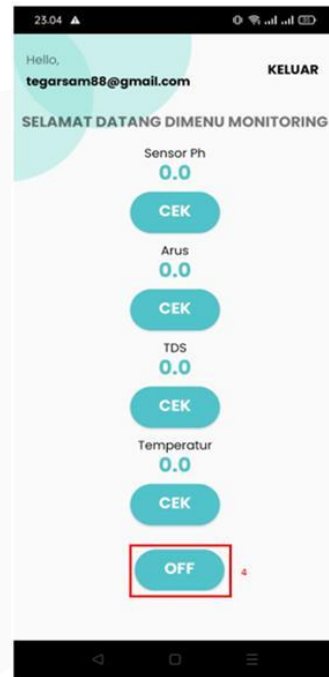 23.04
Hello,
tegarsam88@gmail.com
KELUAR
SELAMAT DATANG DIMENU MONITORING
Sensor Ph
0.0
CEK
Arus
0.0
CEK
TDS
0.0
CEK
Temperatur
0.0
CEK
OFF
4